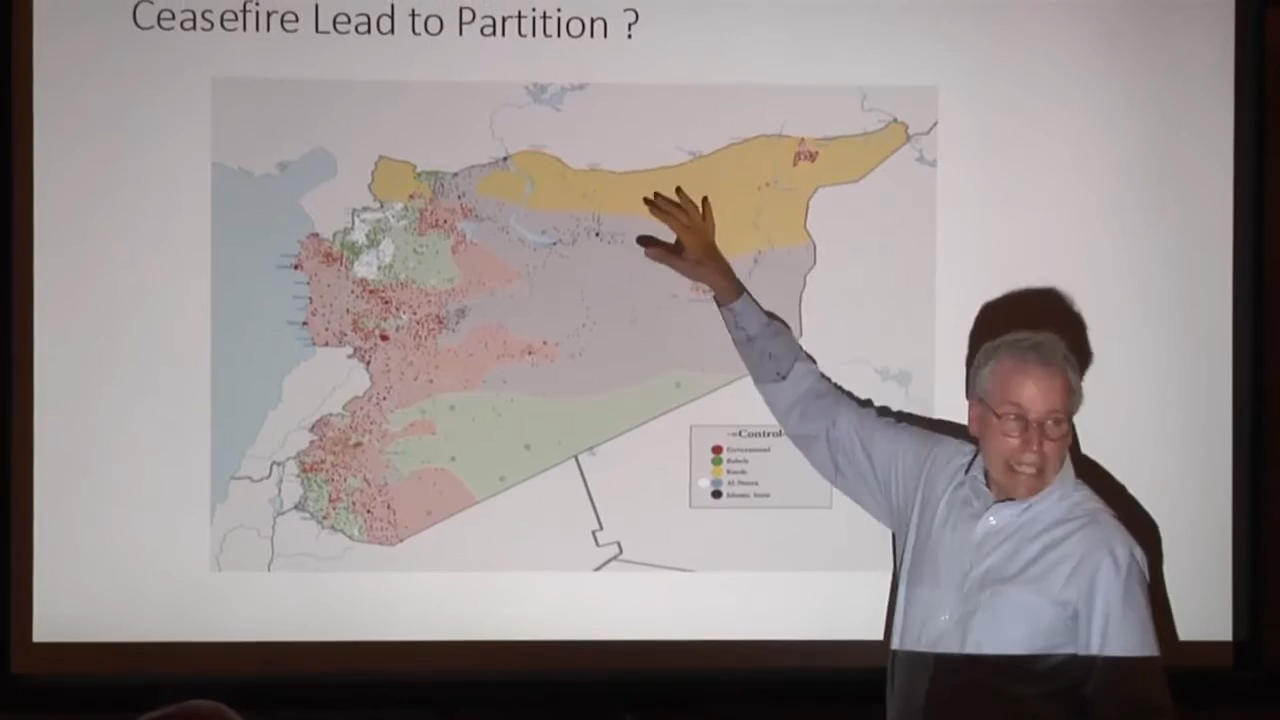 Ceasefire Lead to Partition ?
Control
Government
Rebels
Kurds
Al-Nusra
Islamic State